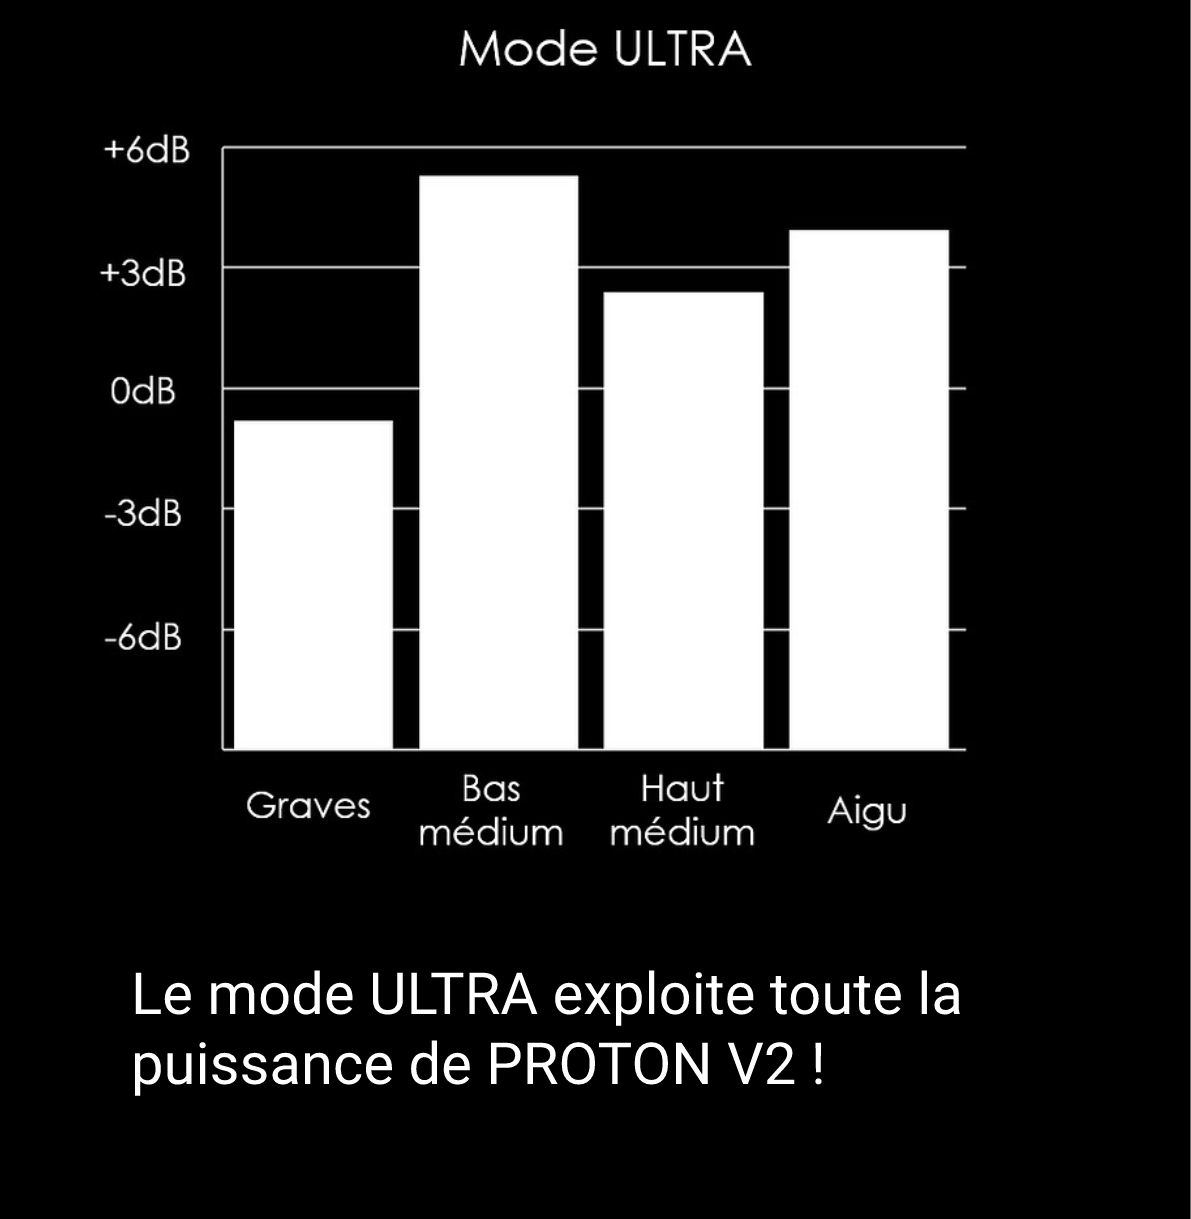 Mode ULTRA
+6dB
+3dB
0dB
-3dB
-6dB
Graves
Bas
médium
Haut
médium
Aigu
Le mode ULTRA exploite toute la
puissance de PROTON V2 !